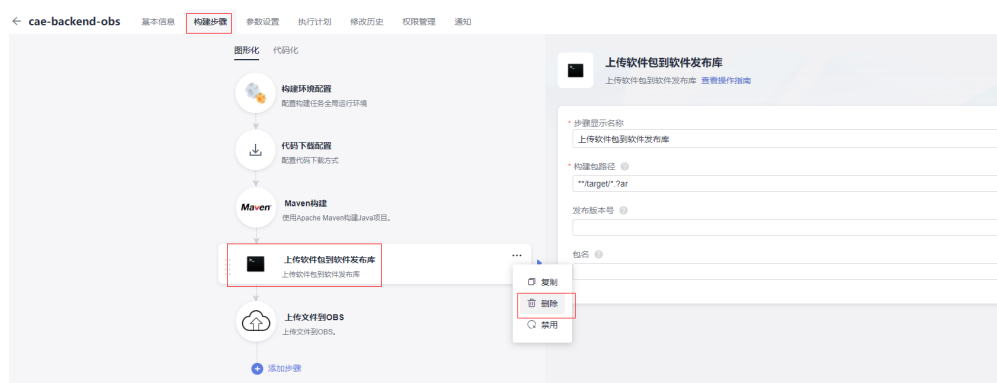 ← cae-backend-obs 基本信息 构建步骤 参数设置 执行计划 修改历史 权限管理 通知
图形化 代码化
构建环境配置
配置构建任务全局运行环境
代码下载配置
配置代码下载方式
Maven
Maven构建
使用Apache Maven构建Java项目。
上传软件包到软件发布库
上传软件包到软件发布库
...
复制
删除
禁用
上传文件到OBS
上传文件到OBS。
添加步骤
上传软件包到软件发布库
上传软件包到软件发布库 查看操作指南
* 步骤显示名称
上传软件包到软件发布库
* 构建包路径
**/target/*.?ar
发布版本号
包名